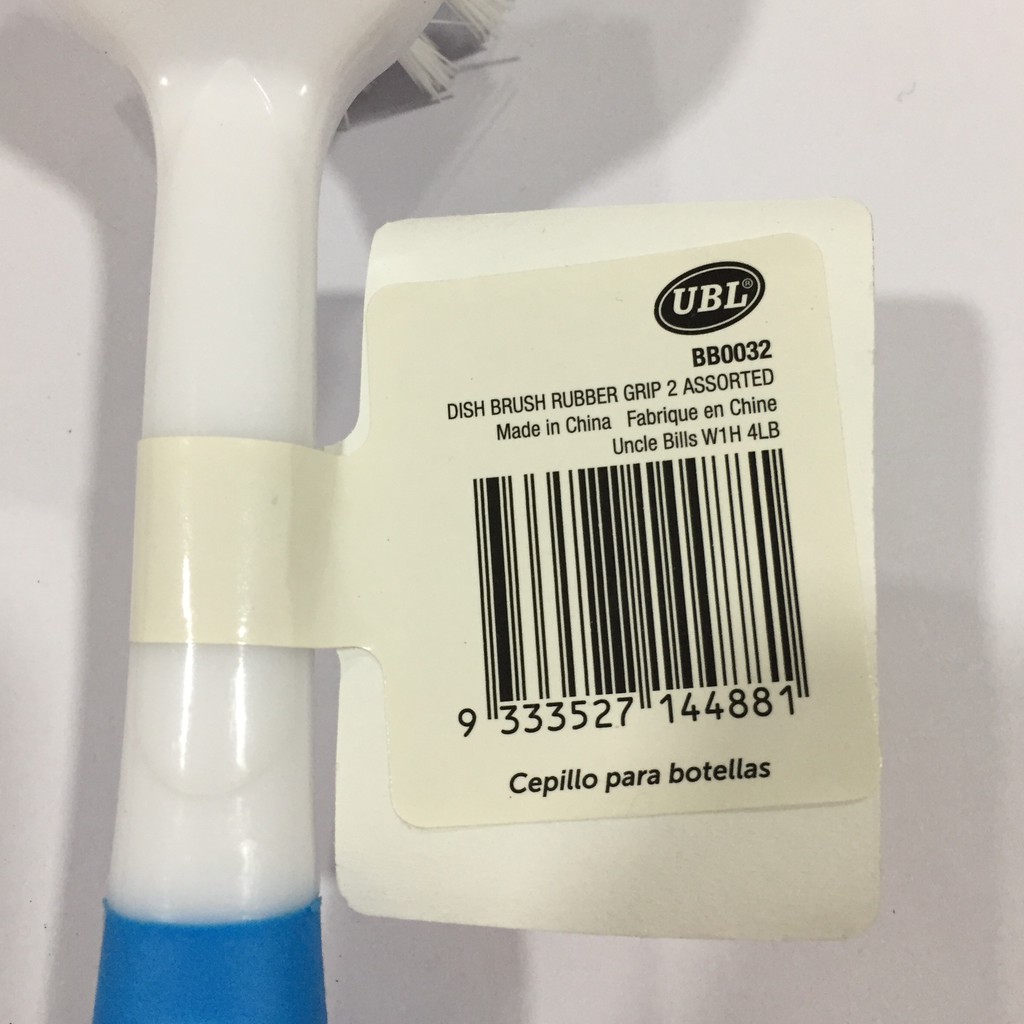 UBL®
BB0032
DISH BRUSH RUBBER GRIP 2 ASSORTED
Made in China Fabrique en Chine
Uncle Bills W1H 4LB
9 333527 144881
Cepillo para botellas